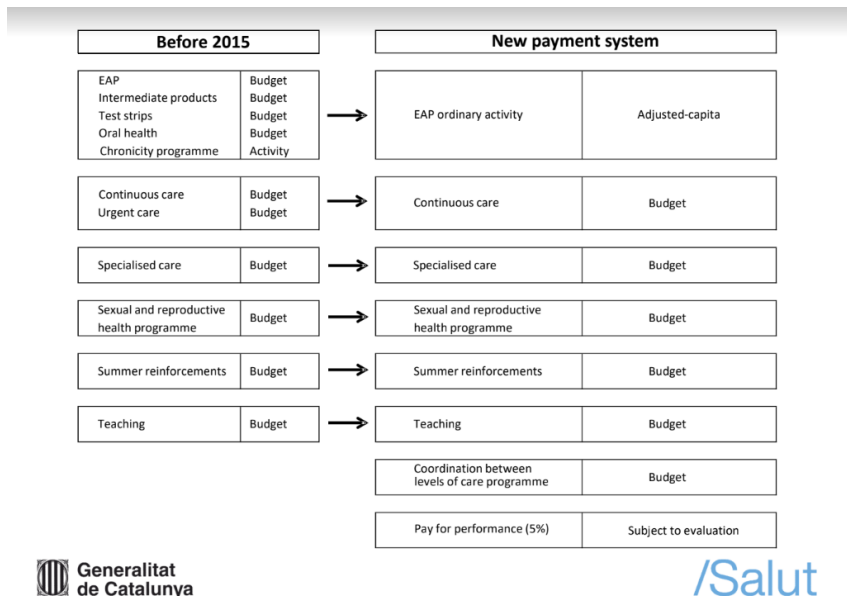 Before 2015 New payment system
EAP Budget
Intermediate products Budget
Test strips Budget
Oral health Budget
Chronicity programme Activity
EAP ordinary activity Adjusted-capita
Continuous care Budget
Urgent care Budget
Continuous care Budget
Specialised care Budget
Specialised care Budget
Sexual and reproductive
health programme Budget
Sexual and reproductive
health programme Budget
Summer reinforcements Budget
Summer reinforcements Budget
Teaching Budget
Teaching Budget
Coordination between
levels of care programme Budget
Pay for performance (5%) Subject to evaluation
Generalitat
de Catalunya
/Salut